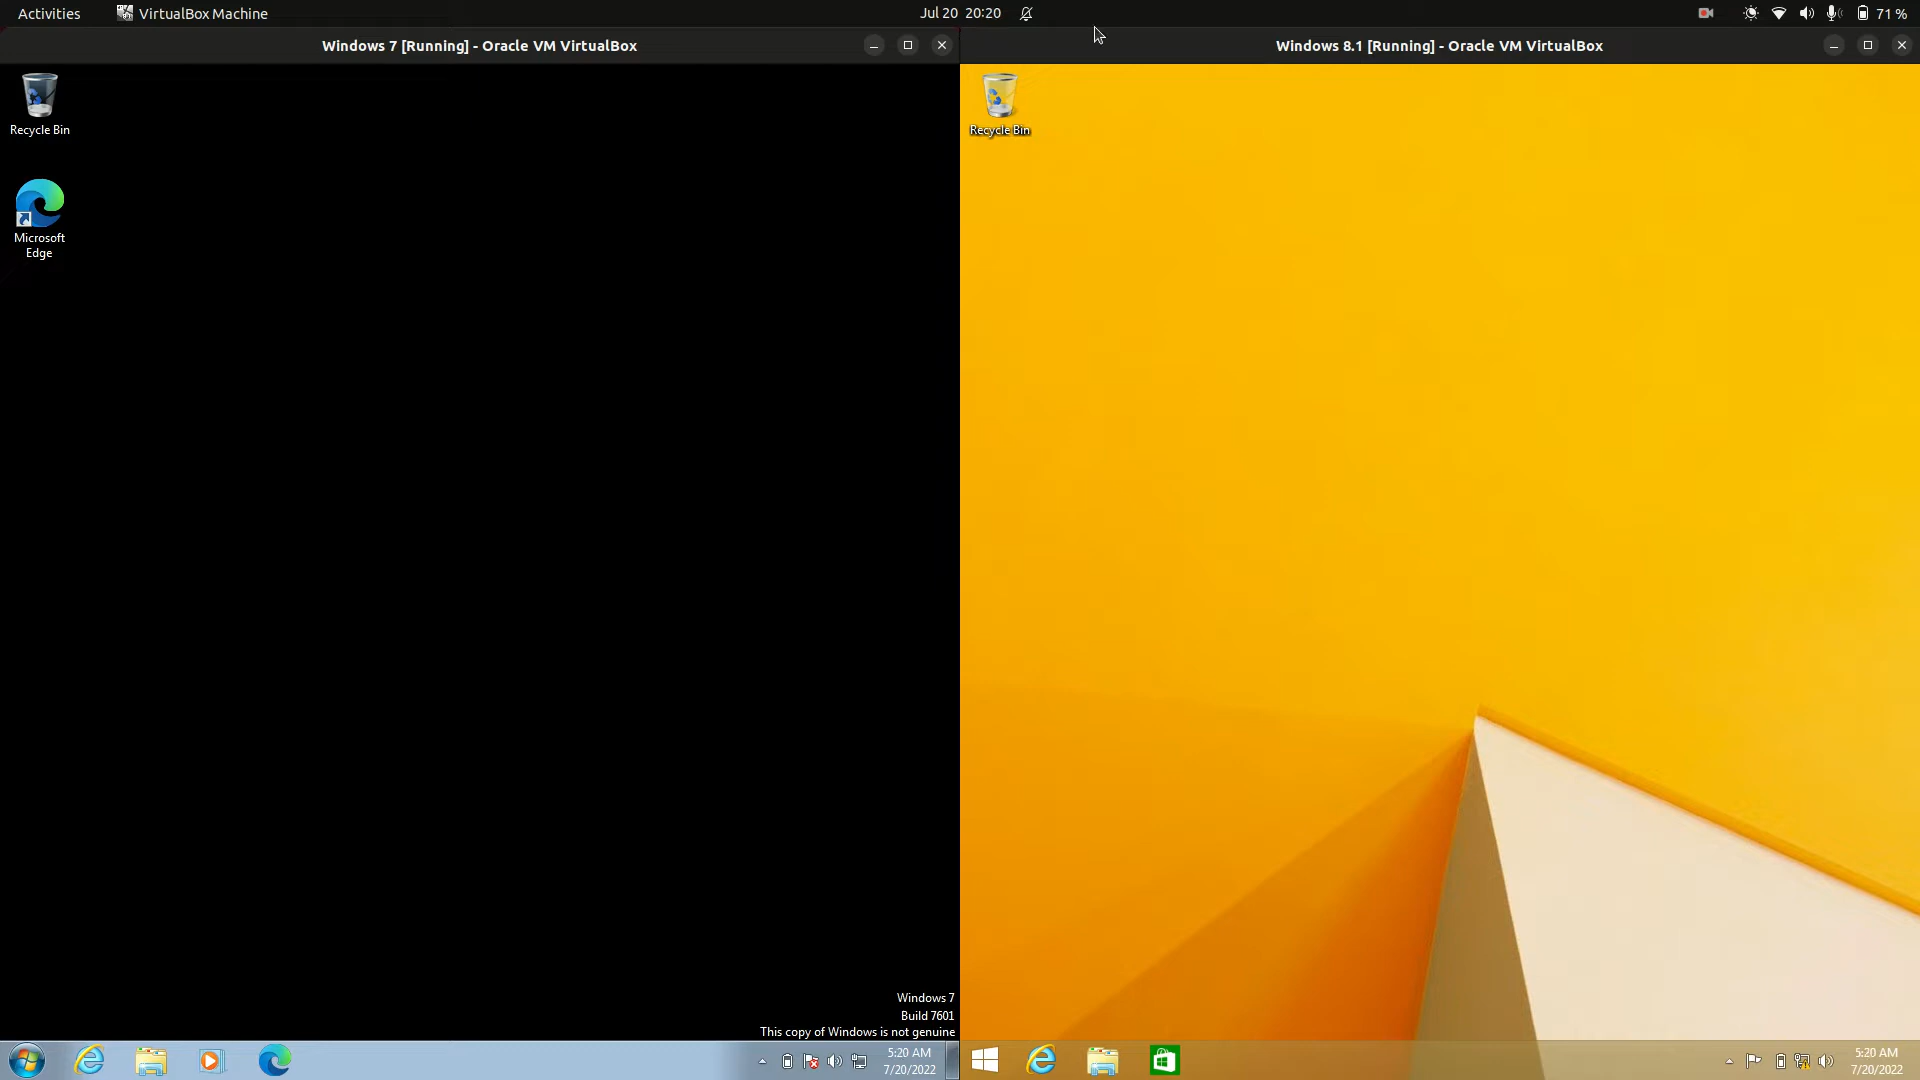 Activities
VirtualBox Machine
Jul 20 20:20
71 %
Windows 7 [Running] - Oracle VM VirtualBox
Recycle Bin
Microsoft
Edge
Windows 7
Build 7601
This copy of Windows is not genuine
5:20 AM
7/20/2022
Windows 8.1 [Running] - Oracle VM VirtualBox
Recycle Bin
5:20 AM
7/20/2022